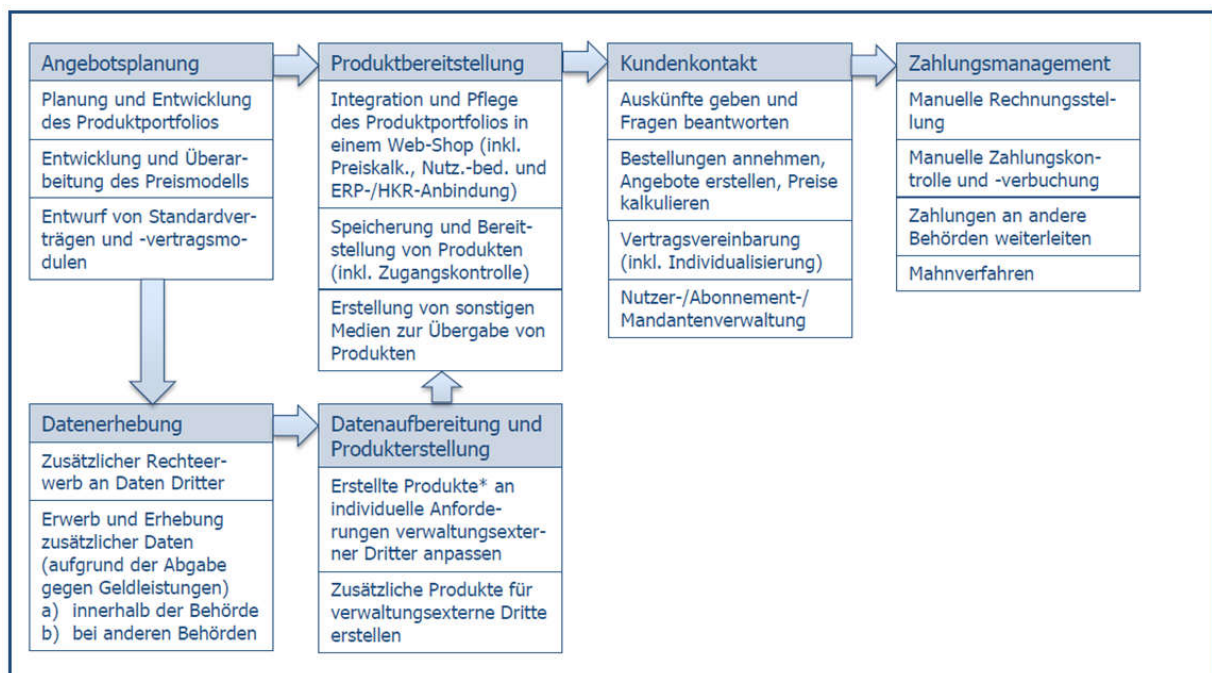 Angebotsplanung
Planung und Entwicklung
des Produktportfolios
Entwicklung und Überar-
beitung des Preismodells
Entwurf von Standardver-
trägen und -vertragsmo-
dulen
Produktbereitstellung
Integration und Pflege
des Produktportfolios in
einem Web-Shop (inkl.
Preiskalk., Nutz.-bed. und
ERP-/HKR-Anbindung)
Speicherung und Bereit-
stellung von Produkten
(inkl. Zugangskontrolle)
Erstellung von sonstigen
Medien zur Übergabe von
Produkten
Kundenkontakt
Auskünfte geben und
Fragen beantworten
Bestellungen annehmen,
Angebote erstellen, Preise
kalkulieren
Vertragsvereinbarung
(inkl. Individualisierung)
Nutzer-/Abonnement-/
Mandantenverwaltung
Zahlungsmanagement
Manuelle Rechnungsstel-
lung
Manuelle Zahlungskon-
trolle und -verbuchung
Zahlungen an andere
Behörden weiterleiten
Mahnverfahren
Datenerhebung
Zusätzlicher Rechteer-
werb an Daten Dritter
Erwerb und Erhebung
zusätzlicher Daten
(aufgrund der Abgabe
gegen Geldleistungen)
a) innerhalb der Behörde
b) bei anderen Behörden
Datenaufbereitung und
Produkterstellung
Erstellte Produkte* an
individuelle Anforde-
rungen verwaltungsexter-
ner Dritter anpassen
Zusätzliche Produkte für
verwaltungsexterne Dritte
erstellen